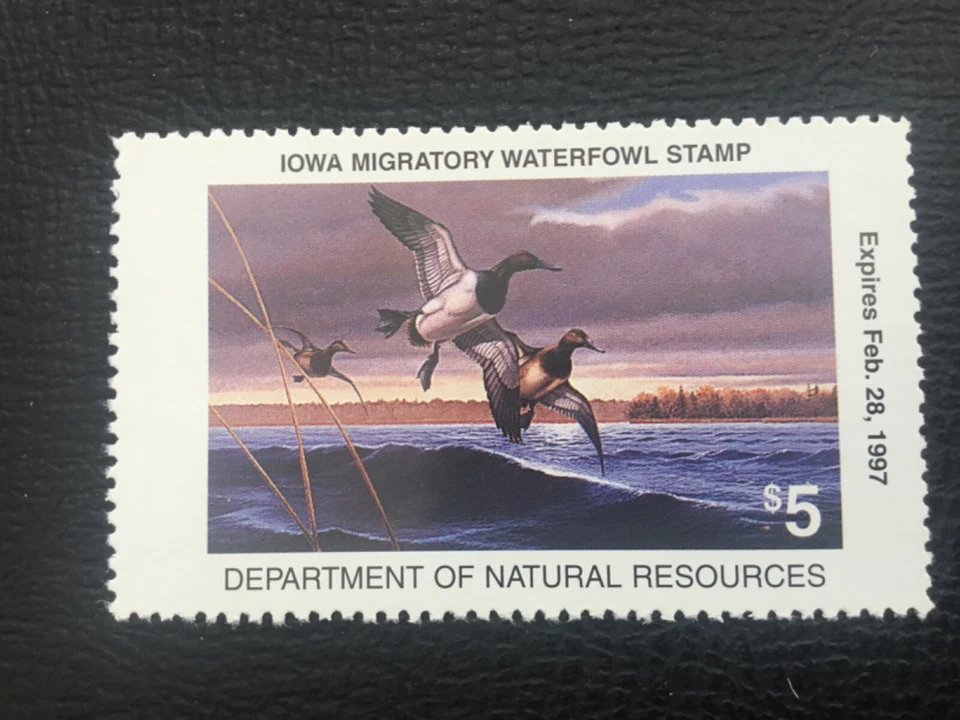 IOWA MIGRATORY WATERFOWL STAMP
Expires Feb. 28, 1997
$5
DEPARTMENT OF NATURAL RESOURCES